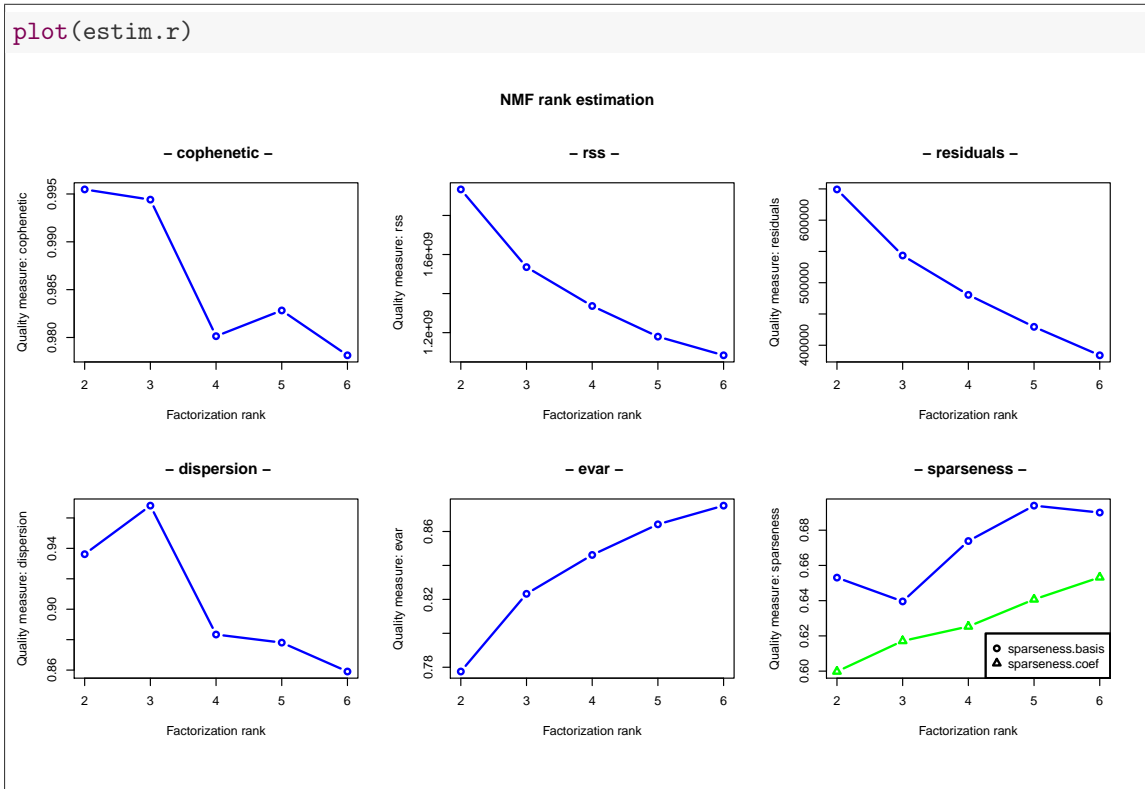 plot(estim.r)
NMF rank estimation
– cophenetic –
Quality measure: cophenetic
0.980 0.985 0.990 0.995
2 3 4 5 6
Factorization rank
– rss –
Quality measure: rss
1.2e+09 1.6e+09
2 3 4 5 6
Factorization rank
– residuals –
Quality measure: residuals
400000 500000 600000
2 3 4 5 6
Factorization rank
– dispersion –
Quality measure: dispersion
0.86 0.90 0.94
2 3 4 5 6
Factorization rank
– evar –
Quality measure: evar
0.78 0.82 0.86
2 3 4 5 6
Factorization rank
– sparseness –
Quality measure: sparseness
0.60 0.62 0.64 0.66 0.68
2 3 4 5 6
Factorization rank
sparseness.basis
sparseness.coef